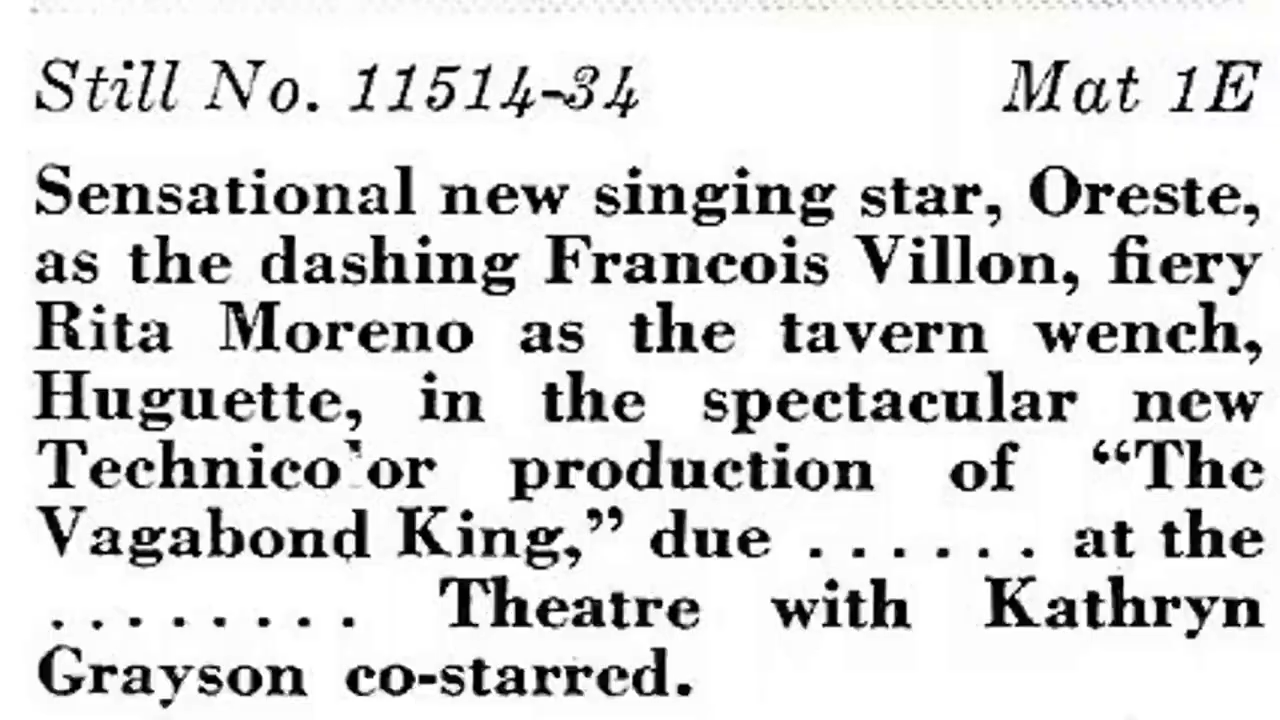 Still No. 11514-34 Mat 1E
Sensational new singing star, Oreste,
as the dashing Francois Villon, fiery
Rita Moreno as the tavern wench,
Huguette, in the spectacular new
Technico'or production of “The
Vagabond King,” due . . . . . . at the
. . . . . . . . Theatre with Kathryn
Grayson co-starred.